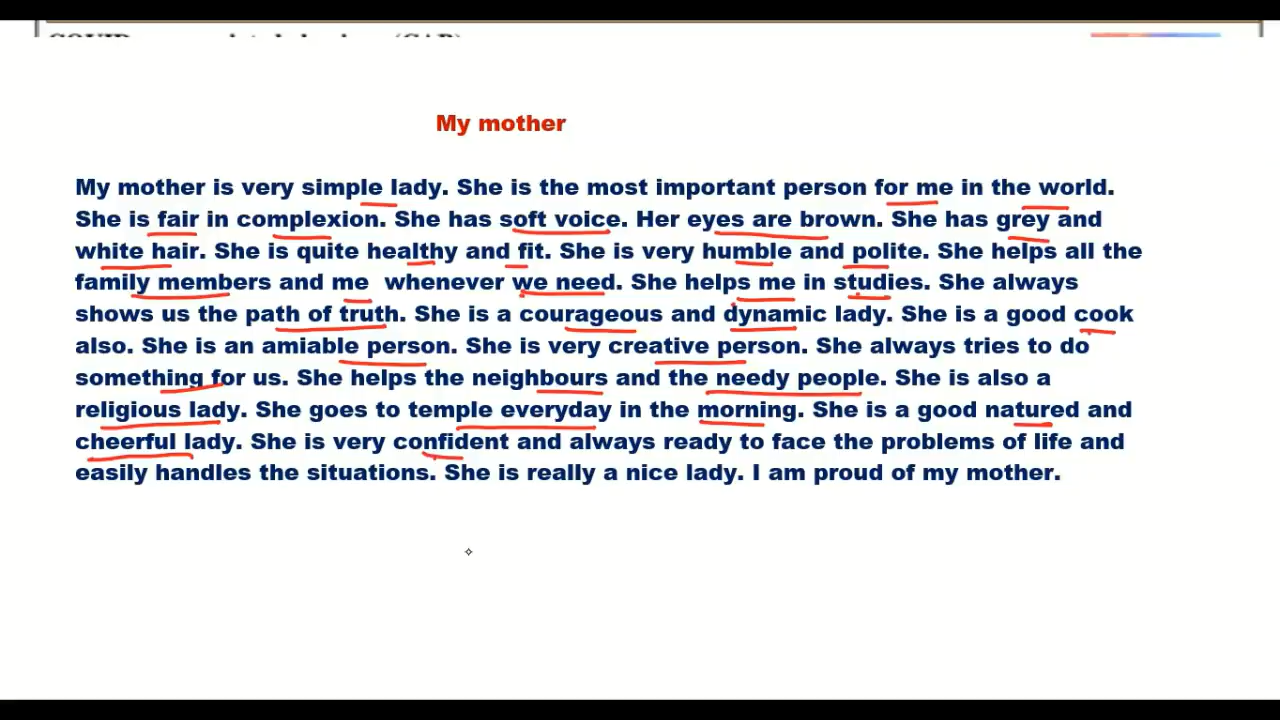 My mother
My mother is very simple lady. She is the most important person for me in the world.
She is fair in complexion. She has soft voice. Her eyes are brown. She has grey and
white hair. She is quite healthy and fit. She is very humble and polite. She helps all the
family members and me whenever we need. She helps me in studies. She always
shows us the path of truth. She is a courageous and dynamic lady. She is a good cook
also. She is an amiable person. She is very creative person. She always tries to do
something for us. She helps the neighbours and the needy people. She is also a
religious lady. She goes to temple everyday in the morning. She is a good natured and
cheerful lady. She is very confident and always ready to face the problems of life and
easily handles the situations. She is really a nice lady. I am proud of my mother.